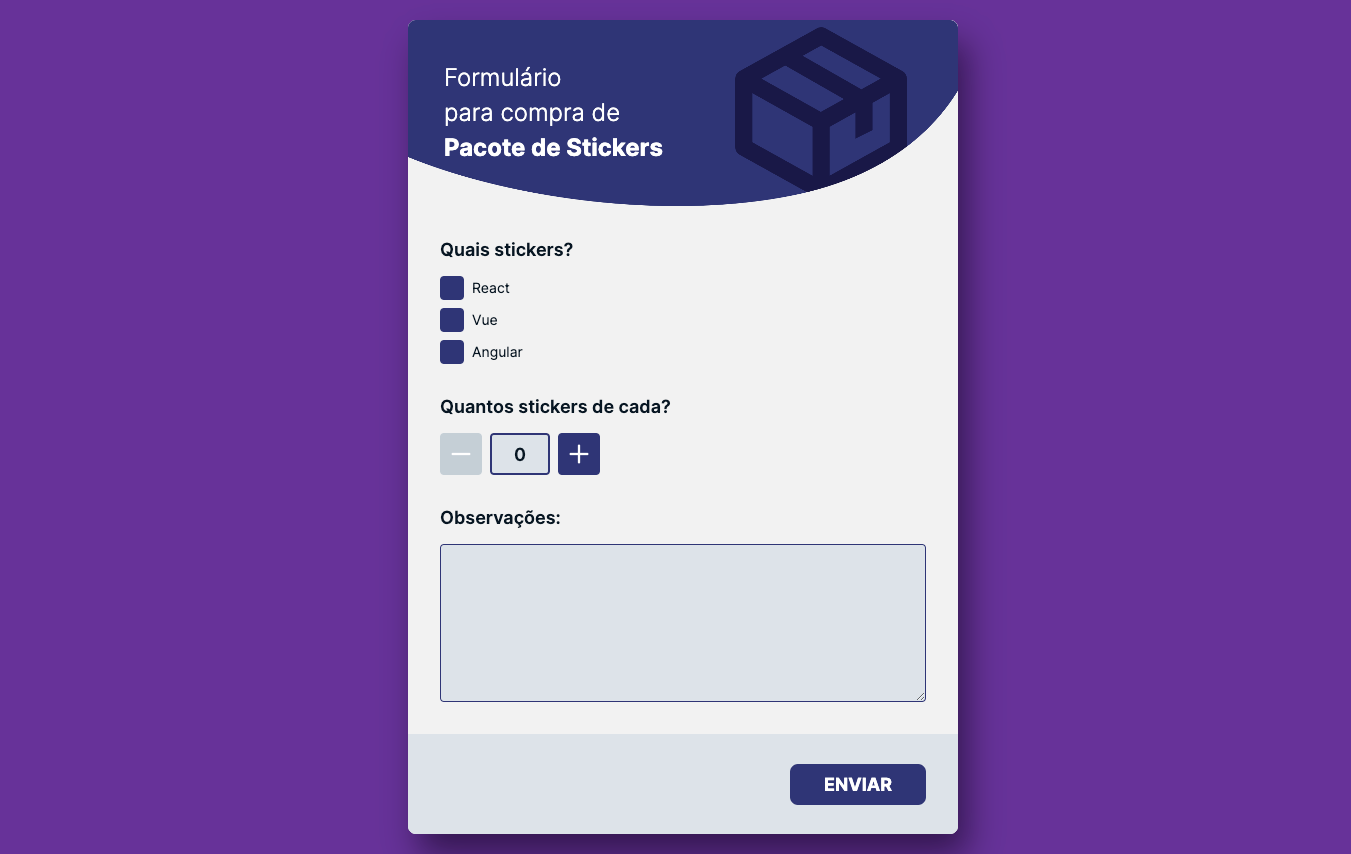 Formulário
para compra de
Pacote de Stickers
Quais stickers?
React
Vue
Angular
Quantos stickers de cada?
0
Observações:
ENVIAR